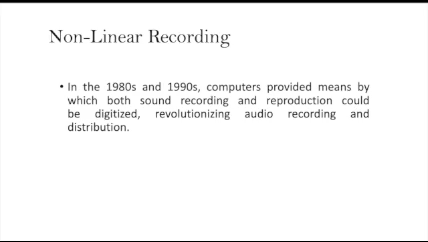 Non-Linear Recording
• In the 1980s and 1990s, computers provided means by
which both sound recording and reproduction could
be digitized, revolutionizing audio recording and
distribution.